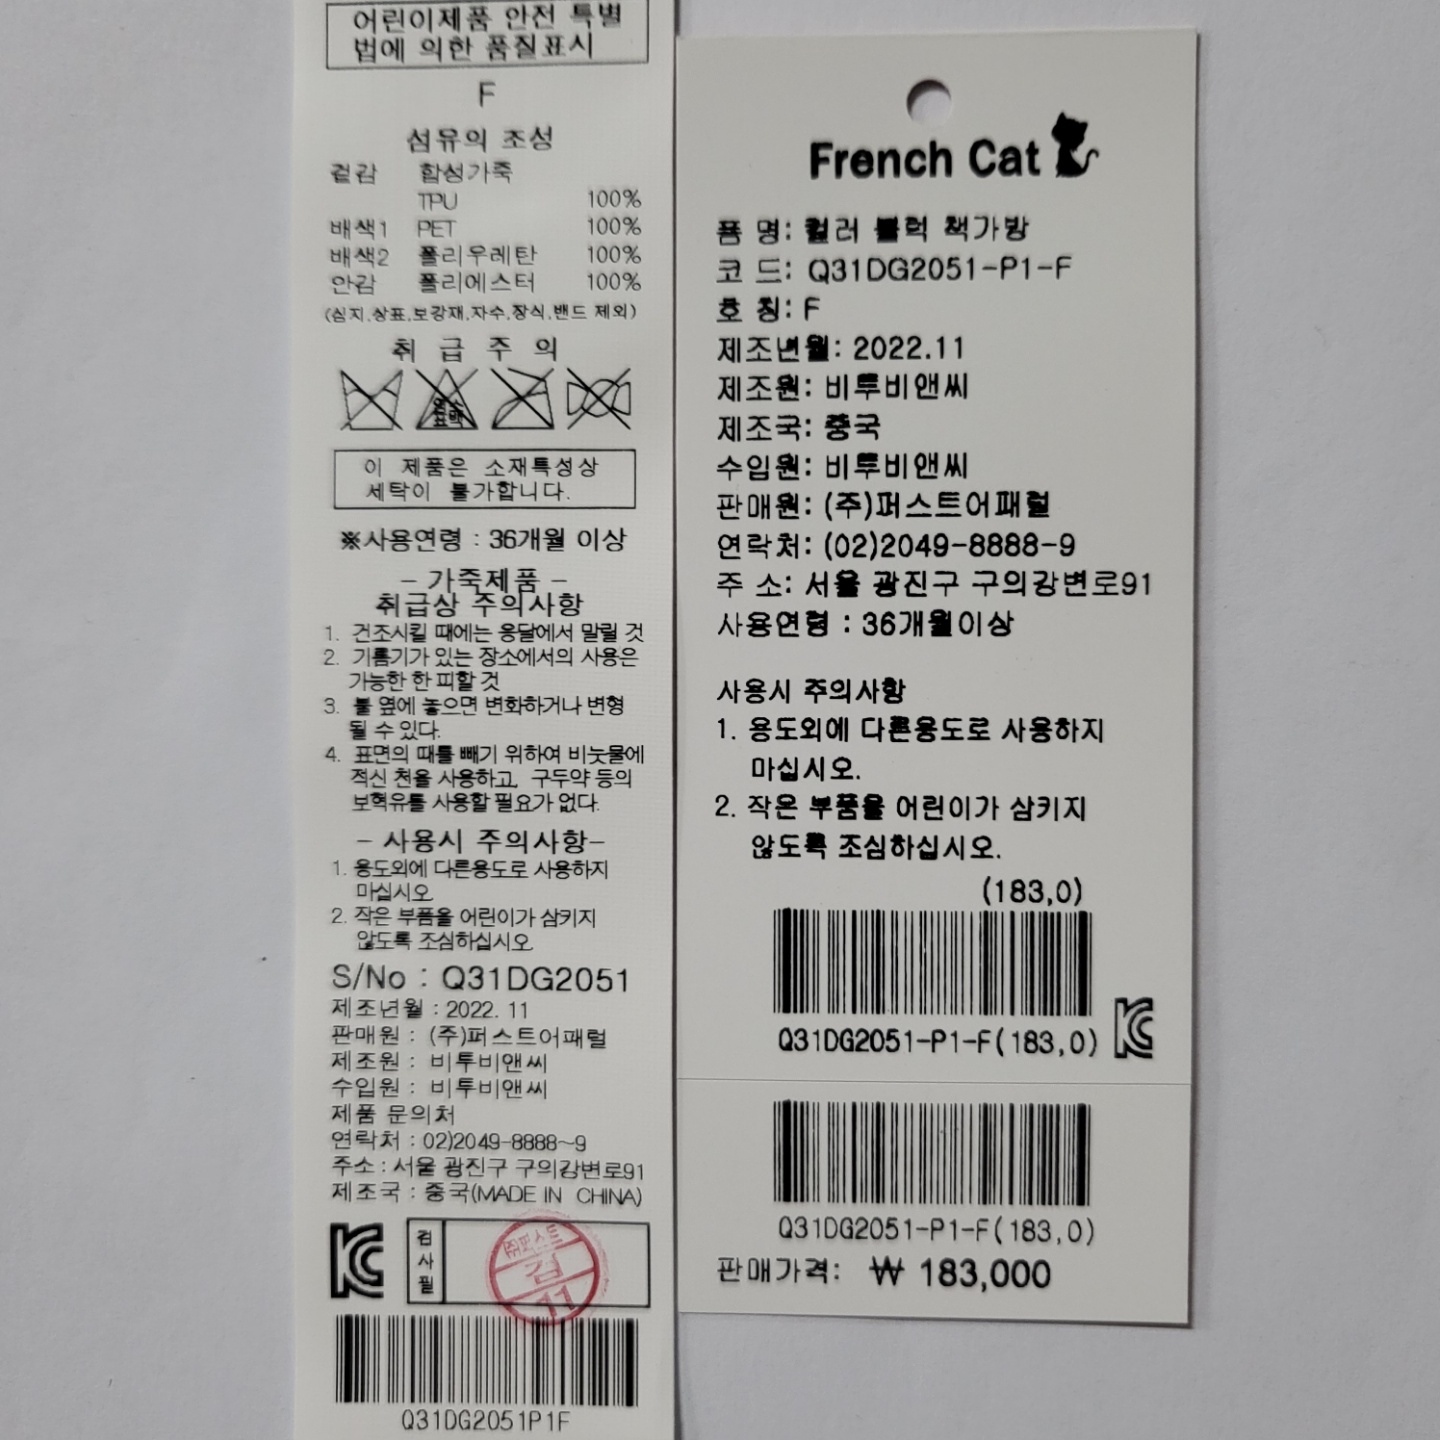 어린이제품 안전 특별
법에 의한 품질표시
F
섬유의 조성
겉감 합성가죽
TPU 100%
배색1 PET 100%
배색2 폴리우레탄 100%
안감 폴리에스터 100%
(심지,상표,보강재,자수,장식,밴드 제외)
취 급 주 의
염소
표백
이 제품은 소재특성상
세탁이 불가합니다.
※사용연령 : 36개월 이상
- 가죽제품 -
취급상 주의사항
1. 건조시킬 때에는 응달에서 말릴 것
2. 기름기가 있는 장소에서의 사용은
가능한 한 피할 것
3. 불 옆에 놓으면 변화하거나 변형
될 수 있다.
4. 표면의 때를 빼기 위하여 비눗물에
적신 천을 사용하고, 구두약 등의
보혁유를 사용할 필요가 없다.
- 사용시 주의사항-
1. 용도외에 다른용도로 사용하지
마십시오.
2. 작은 부품을 어린이가 삼키지
않도록 조심하십시오.
S/No : Q31DG2051
제조년월 : 2022. 11
판매원 : (주)퍼스트어패럴
제조원 : 비투비앤씨
수입원 : 비투비앤씨
제품 문의처
연락처 : 02)2049-8888~9
주소 : 서울 광진구 구의강변로91
제조국 : 중국(MADE IN CHINA)
KC
검사필
㈜퍼스트
검
11
Q31DG2051P1F
French Cat
품 명: 컬러 블럭 책가방
코 드: Q31DG2051-P1-F
호 칭: F
제조년월: 2022.11
제조원: 비투비앤씨
제조국: 중국
수입원: 비투비앤씨
판매원: (주)퍼스트어패럴
연락처: (02)2049-8888-9
주 소: 서울 광진구 구의강변로91
사용연령 : 36개월이상
사용시 주의사항
1. 용도외에 다른용도로 사용하지
마십시오.
2. 작은 부품을 어린이가 삼키지
않도록 조심하십시오.
(183,0)
Q31DG2051-P1-F(183,0)
KC
Q31DG2051-P1-F(183,0)
판매가격: ₩ 183,000